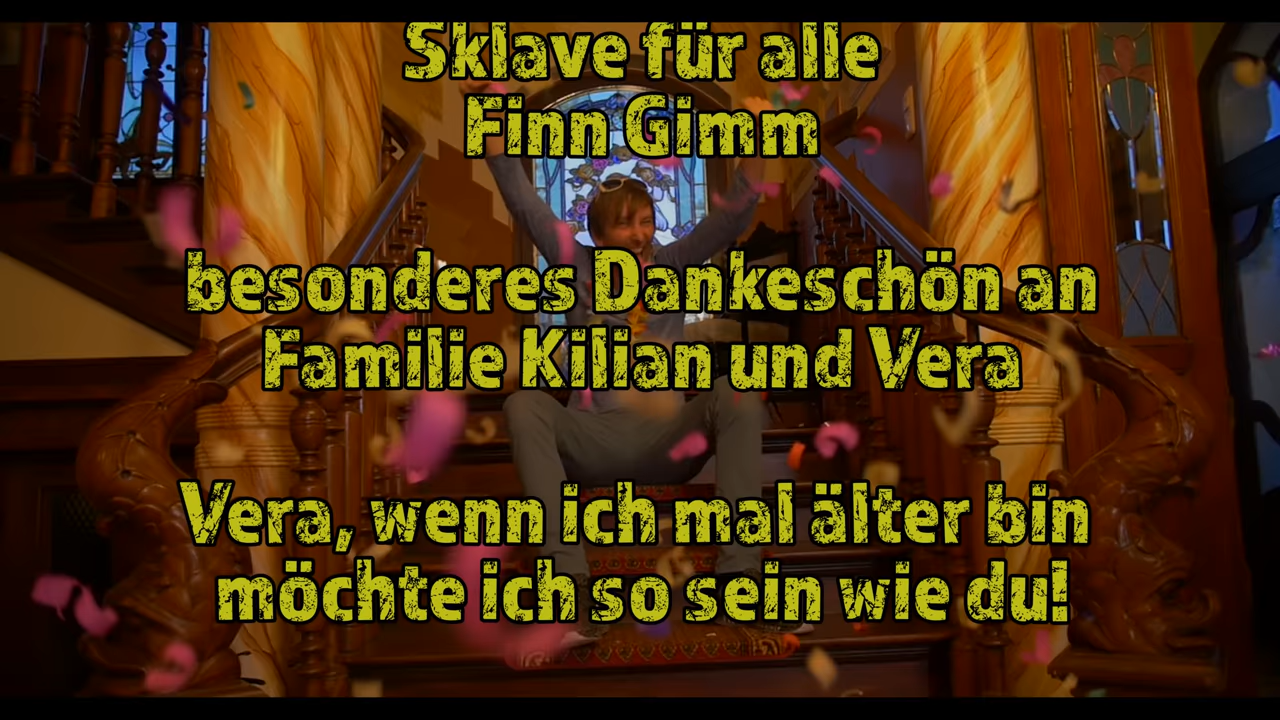 Sklave für alle
Finn Gimm
besonderes Dankeschön an
Familie Kilian und Vera
Vera, wenn ich mal älter bin
möchte ich so sein wie du!